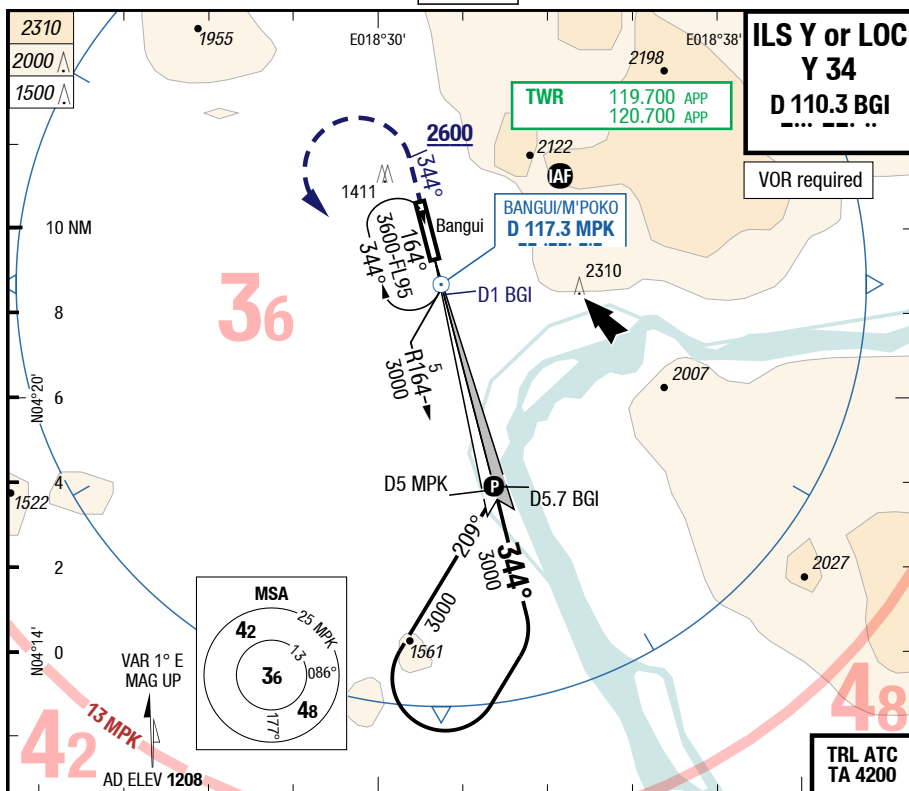 2310
2000
1500
1955
E018°30'
E018°38'
2198
ILS Y or LOC
Y 34
D 110.3 BGI
TWR 119.700 APP
120.700 APP
VOR required
2600
344°
2122
IAF
1411
BANGUI/M'POKO
D 117.3 MPK
Bangui
10 NM
164°
3600-FL95
344°
2310
D1 BGI
8
36
5
R164
3000
2007
N04°20'
6
4
D5 MPK
P
D5.7 BGI
1522
209°
3000
344°
3000
2
2027
MSA
25 MPK
42
13
36
086°
48
177°
1561
N04°14'
0
VAR 1° E
MAG UP
13 MPK
42
48
AD ELEV 1208
TRL ATC
TA 4200